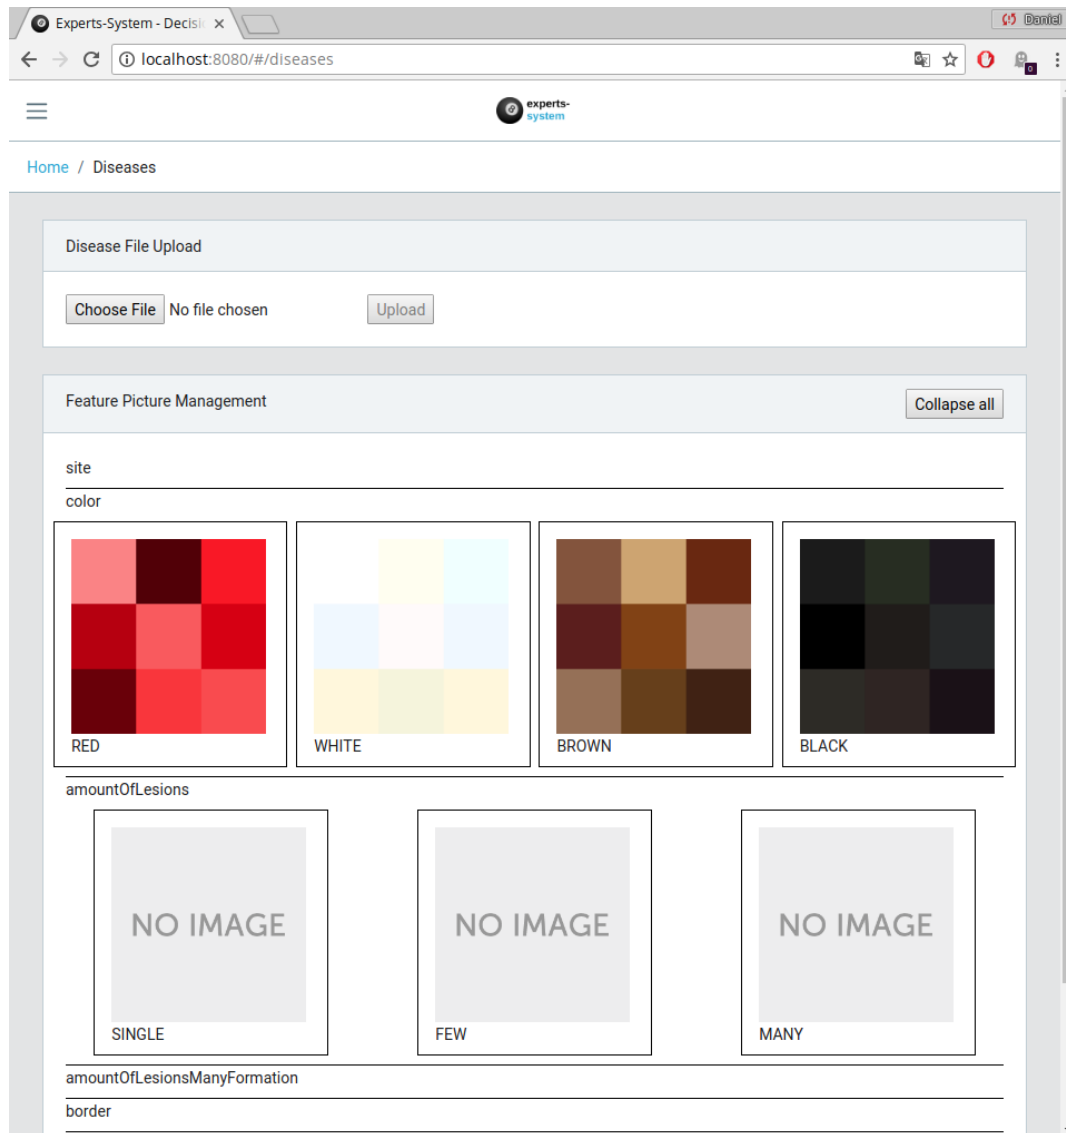 Experts-System - Decisi
Daniel
localhost:8080/#/diseases
0
8
experts-
system
Home / Diseases
Disease File Upload
Choose File No file chosen Upload
Feature Picture Management Collapse all
site
color
RED WHITE BROWN BLACK
amountOfLesions
NO IMAGE NO IMAGE NO IMAGE
SINGLE FEW MANY
amountOfLesionsManyFormation
border